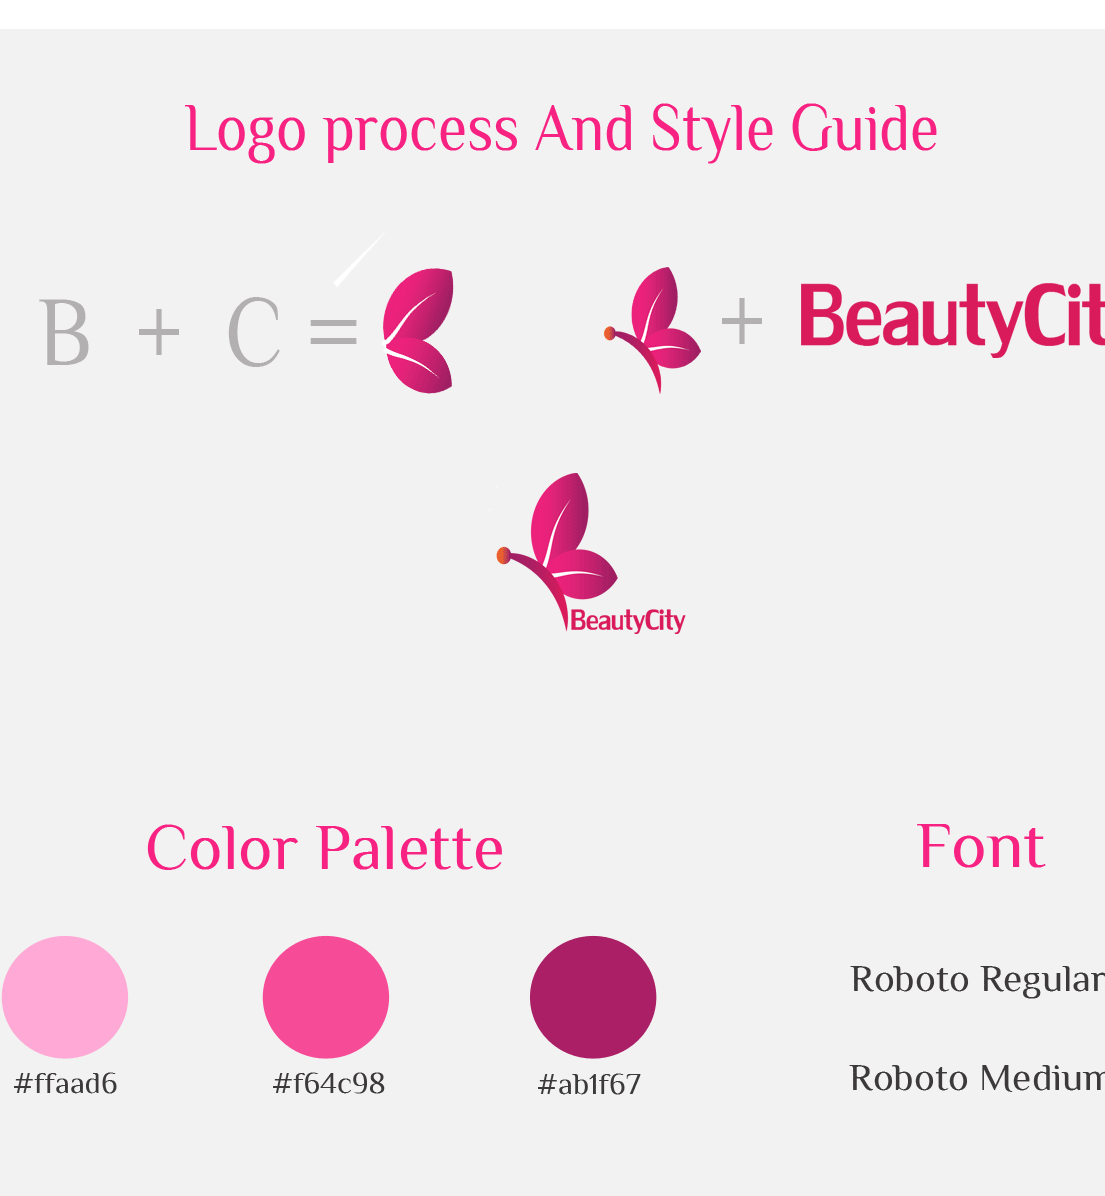 Logo process And Style Guide
B + C = + BeautyCit
BeautyCity
Color Palette
Font
#ffaad6 #f64c98 #ab1f67
Roboto Regular
Roboto Medium